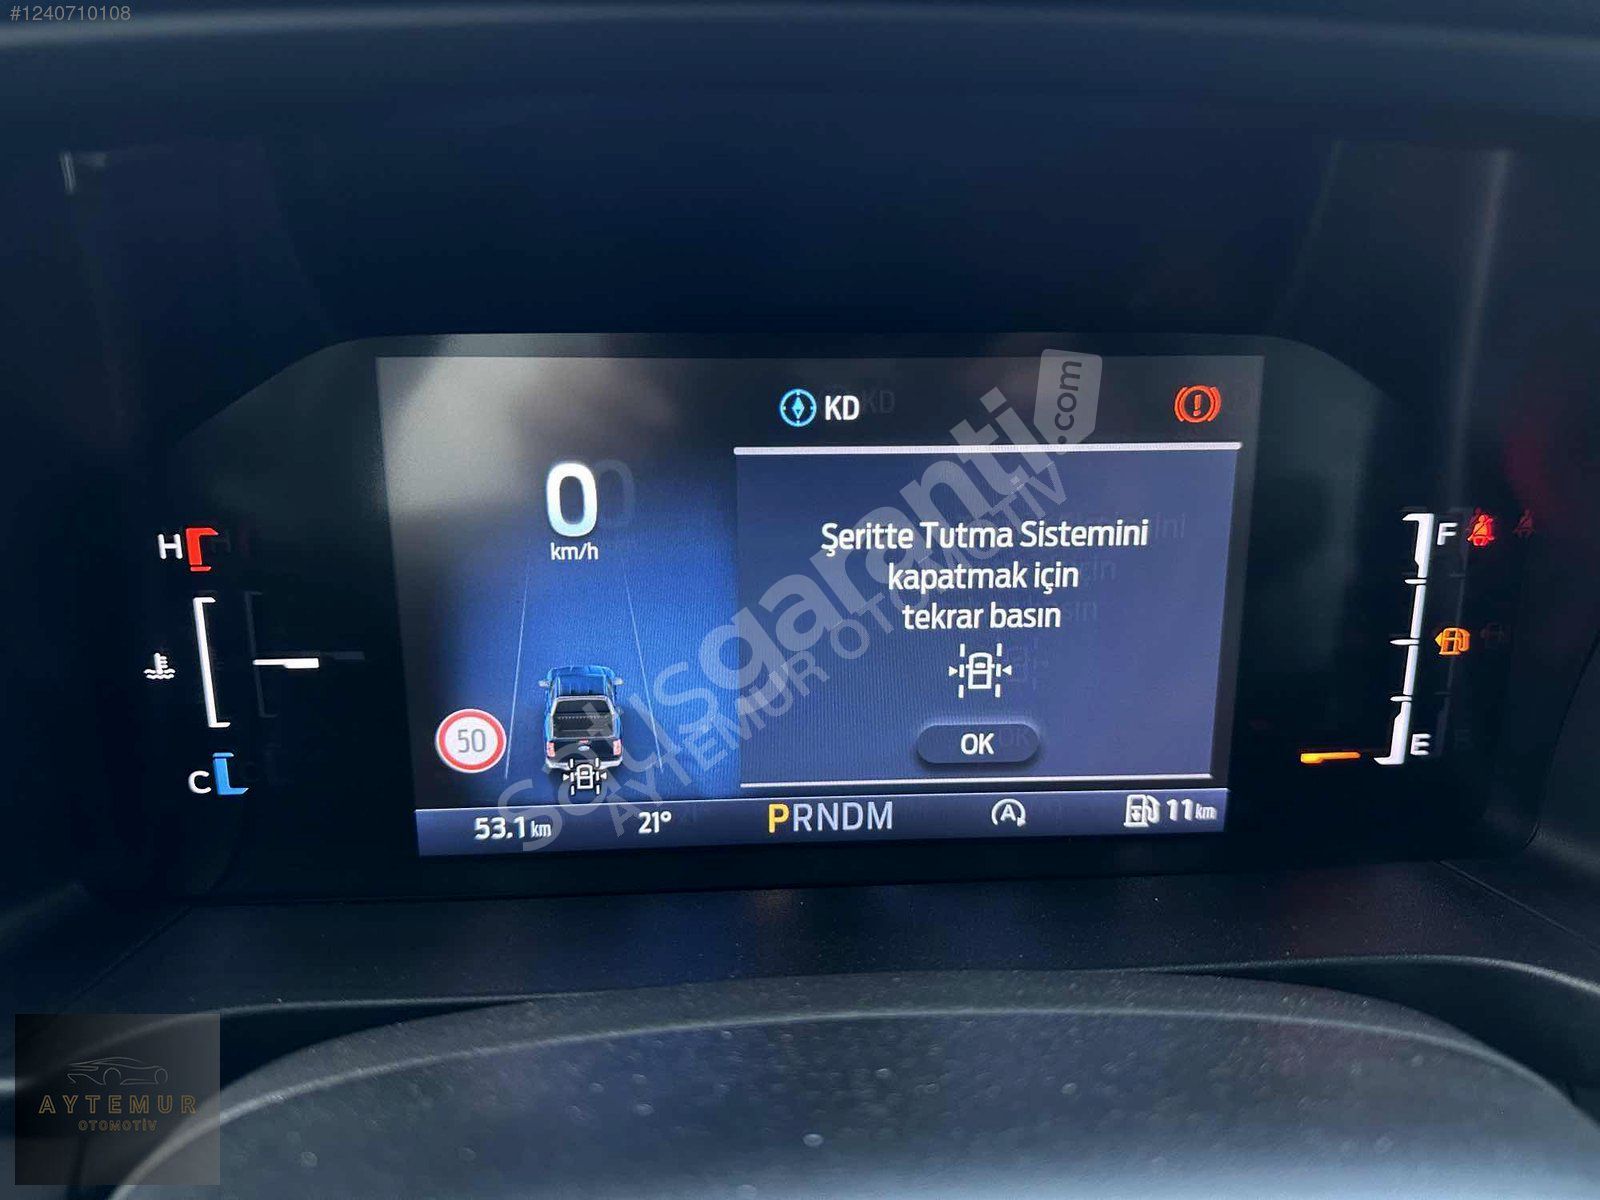 #1240710108
KD
0
km/h
Şeritte Tutma Sistemini
kapatmak için
tekrar basın
OK
50
H
C
F
E
53.1 km
21°
PRNDM
A
11 km
satışgaranti.com
AYTEMUR OTOMOTİV
AYTEMUR
OTOMOTİV